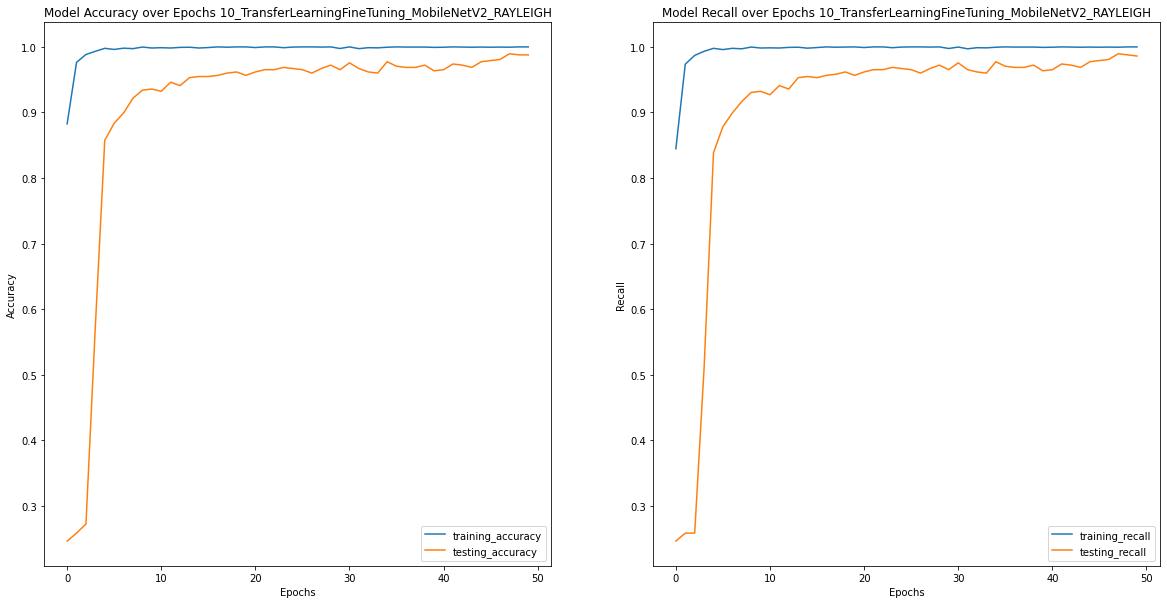 Model Accuracy over Epochs 10_TransferLearningFineTuning_MobileNetV2_RAYLEIGH
1.0
0.9
0.8
0.7
0.6
0.5
0.4
0.3
Accuracy
training_accuracy
testing_accuracy
0 10 20 30 40 50
Epochs
Model Recall over Epochs 10_TransferLearningFineTuning_MobileNetV2_RAYLEIGH
1.0
0.9
0.8
0.7
0.6
0.5
0.4
0.3
Recall
training_recall
testing_recall
0 10 20 30 40 50
Epochs